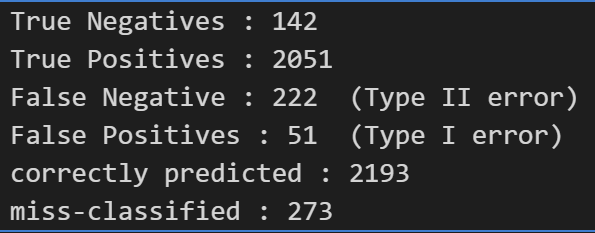 True Negatives : 142
True Positives : 2051
False Negative : 222  (Type II error)
False Positives : 51  (Type I error)
correctly predicted : 2193
miss-classified : 273